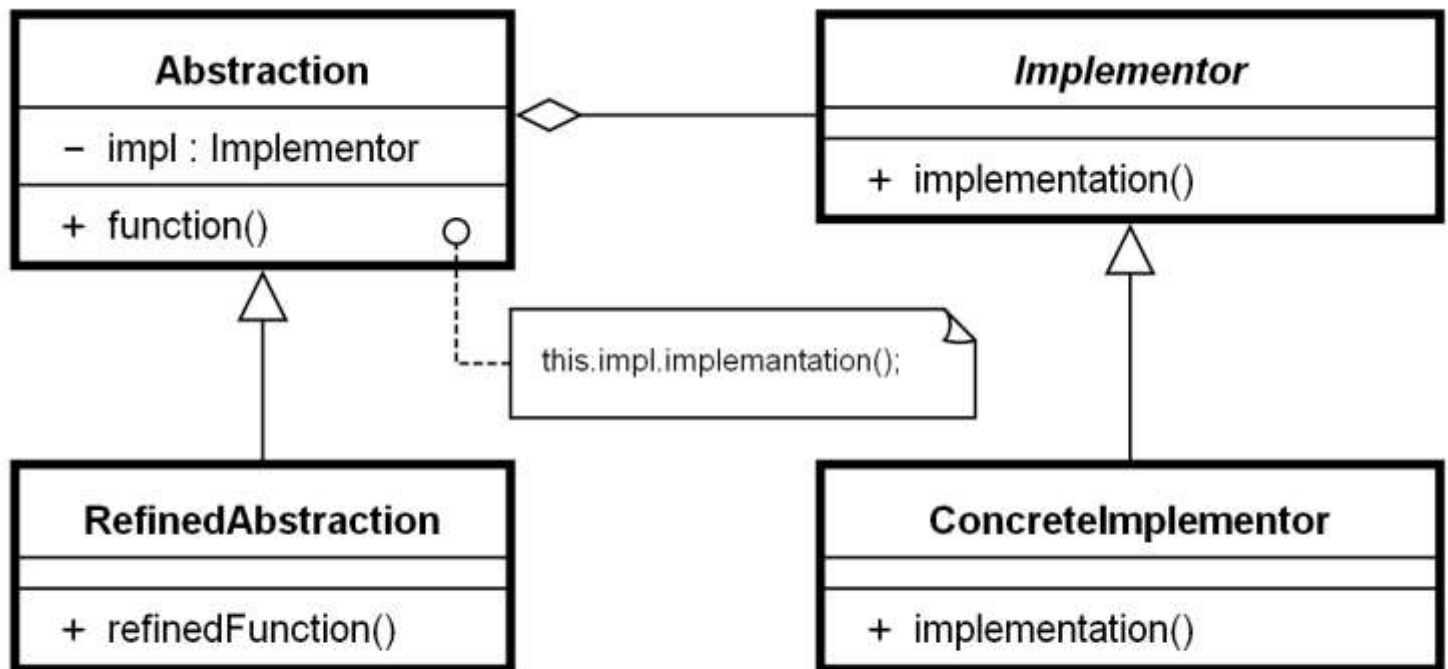 Abstraction
− impl : Implementor
+ function()
Implementor
+ implementation()
this.impl.implemantation();
RefinedAbstraction
+ refinedFunction()
ConcreteImplementor
+ implementation()